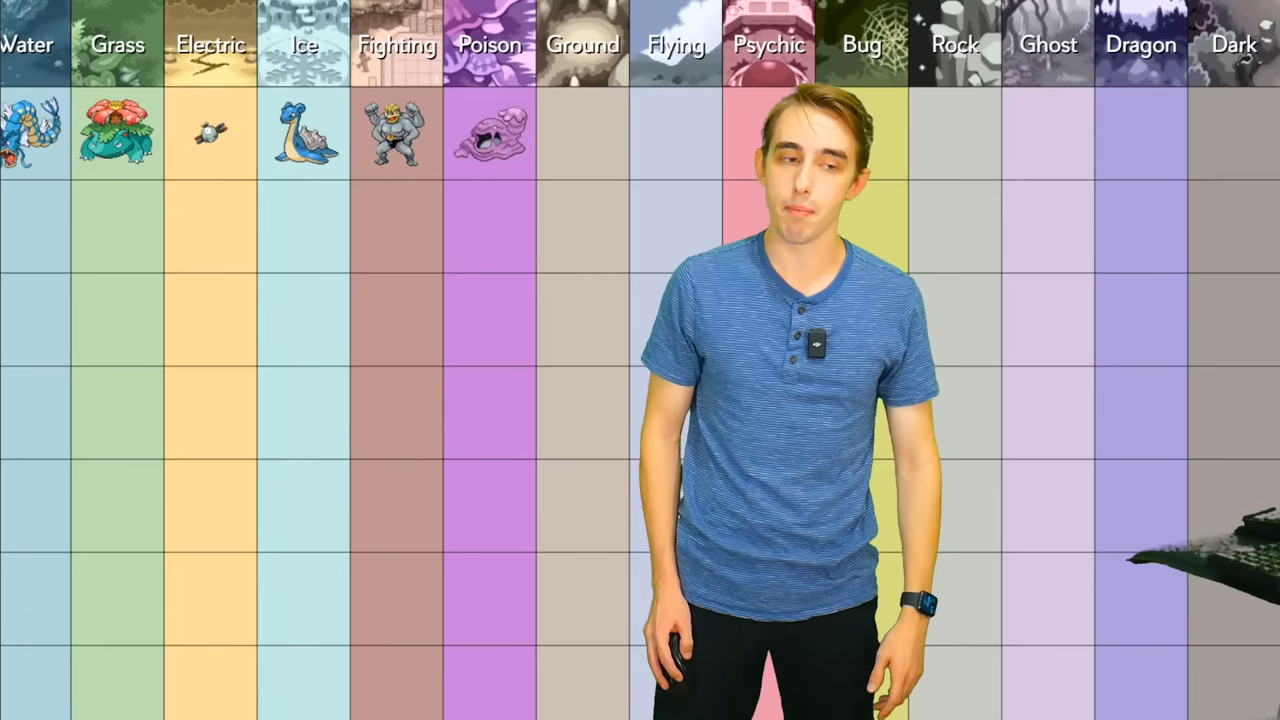 Water
Grass
Electric
Ice
Fighting
Poison
Ground
Flying
Psychic
Bug
Rock
Ghost
Dragon
Dark